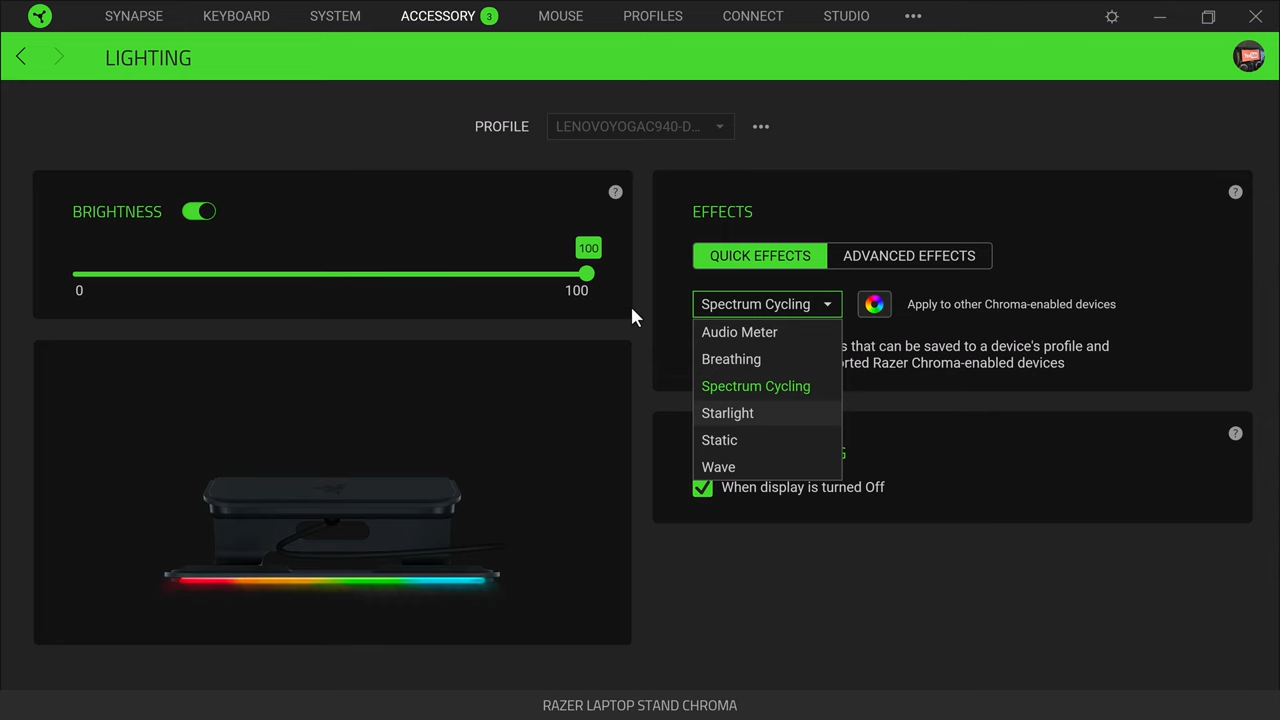 SYNAPSE KEYBOARD SYSTEM ACCESSORY 3 MOUSE PROFILES CONNECT STUDIO
LIGHTING
PROFILE LENOVOYOGAC940-D...
BRIGHTNESS
100
0 100
EFFECTS
QUICK EFFECTS ADVANCED EFFECTS
Spectrum Cycling Apply to other Chroma-enabled devices
Audio Meter
Breathing
Spectrum Cycling
Starlight
Static
Wave
s that can be saved to a device's profile and
rted Razer Chroma-enabled devices
G
When display is turned Off
RAZER LAPTOP STAND CHROMA